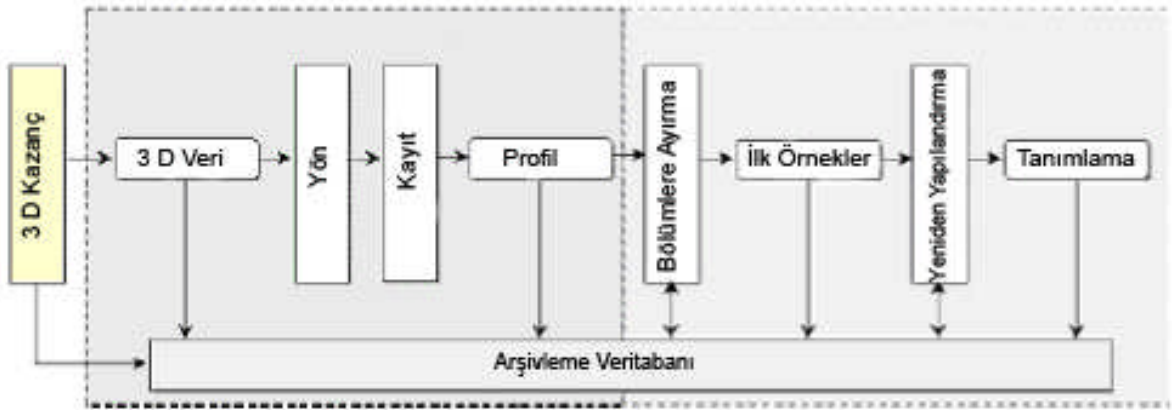 3 D Kazanç
3 D Veri
Yön
Kayıt
Profil
Bölümlere Ayırma
İlk Örnekler
Yeniden Yapılandırma
Tanımlama
Arşivleme Veritabanı